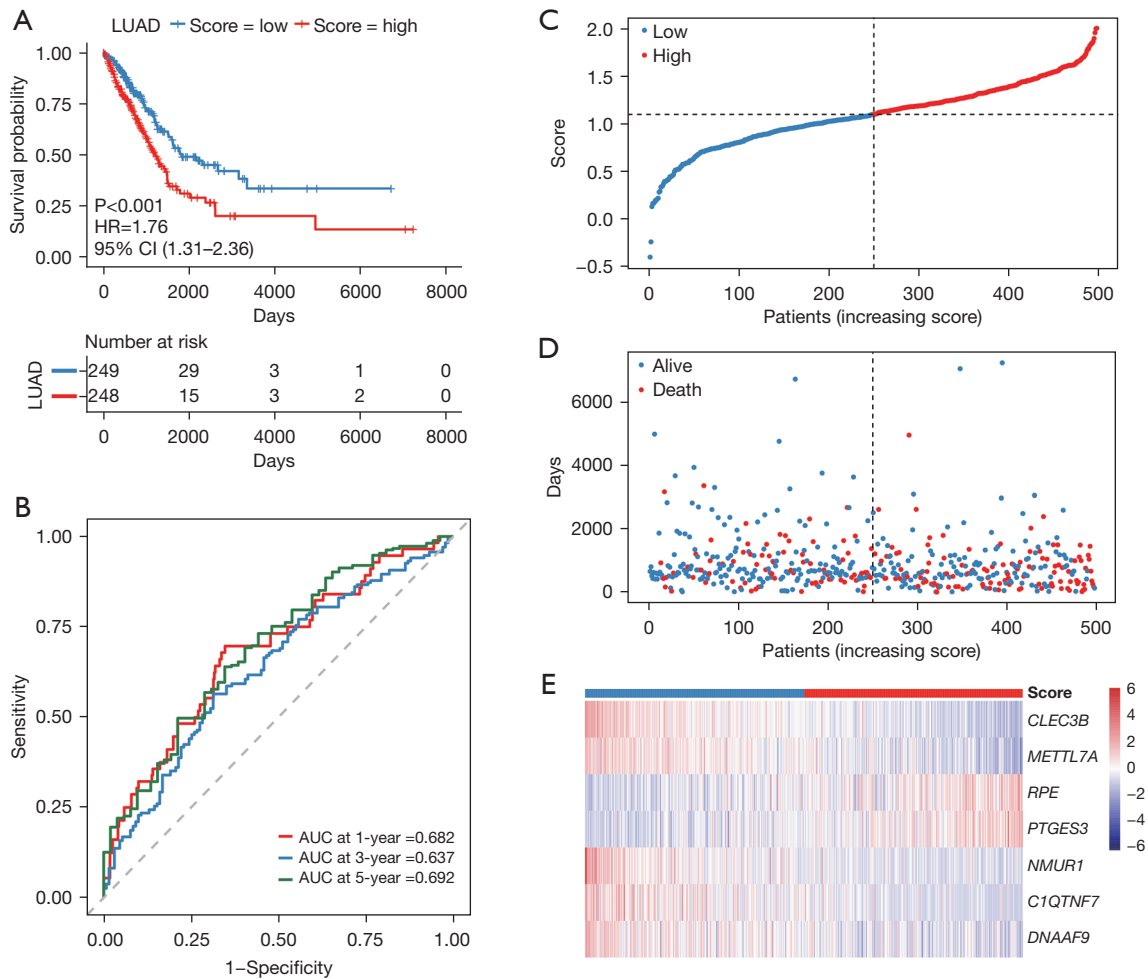 A
LUAD Score = low Score = high
1.00
0.75
0.50
0.25
0.00
Survival probability
P<0.001
HR=1.76
95% CI (1.31–2.36)
0 2000 4000 6000 8000
Days
Number at risk
LUAD
249 29 3 1 0
248 15 3 2 0
0 2000 4000 6000 8000
Days
B
1.00
0.75
0.50
0.25
0.00
Sensitivity
AUC at 1-year =0.682
AUC at 3-year =0.637
AUC at 5-year =0.692
0.00 0.25 0.50 0.75 1.00
1–Specificity
C
Low
High
2.0
1.5
1.0
0.5
0.0
−0.5
Score
0 100 200 300 400 500
Patients (increasing score)
D
Alive
Death
6000
4000
2000
0
Days
0 100 200 300 400 500
Patients (increasing score)
E
Score
CLEC3B
METTL7A
RPE
PTGES3
NMUR1
C1QTNF7
DNAAF9
6
4
2
0
−2
−4
−6